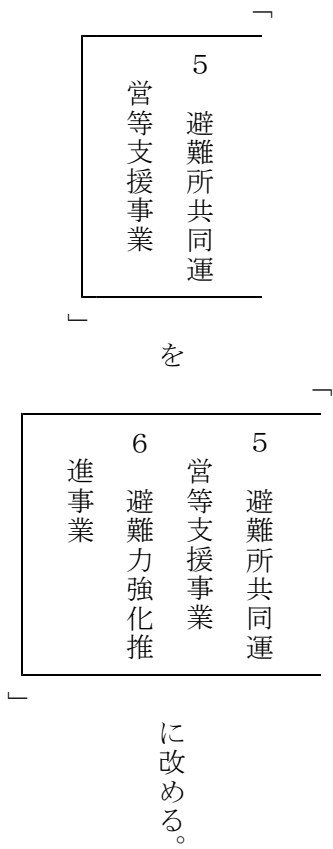 「
5　避難所共同運
営等支援事業
」
を
「
5　避難所共同運
営等支援事業
6　避難力強化推
進事業
」
に改める。